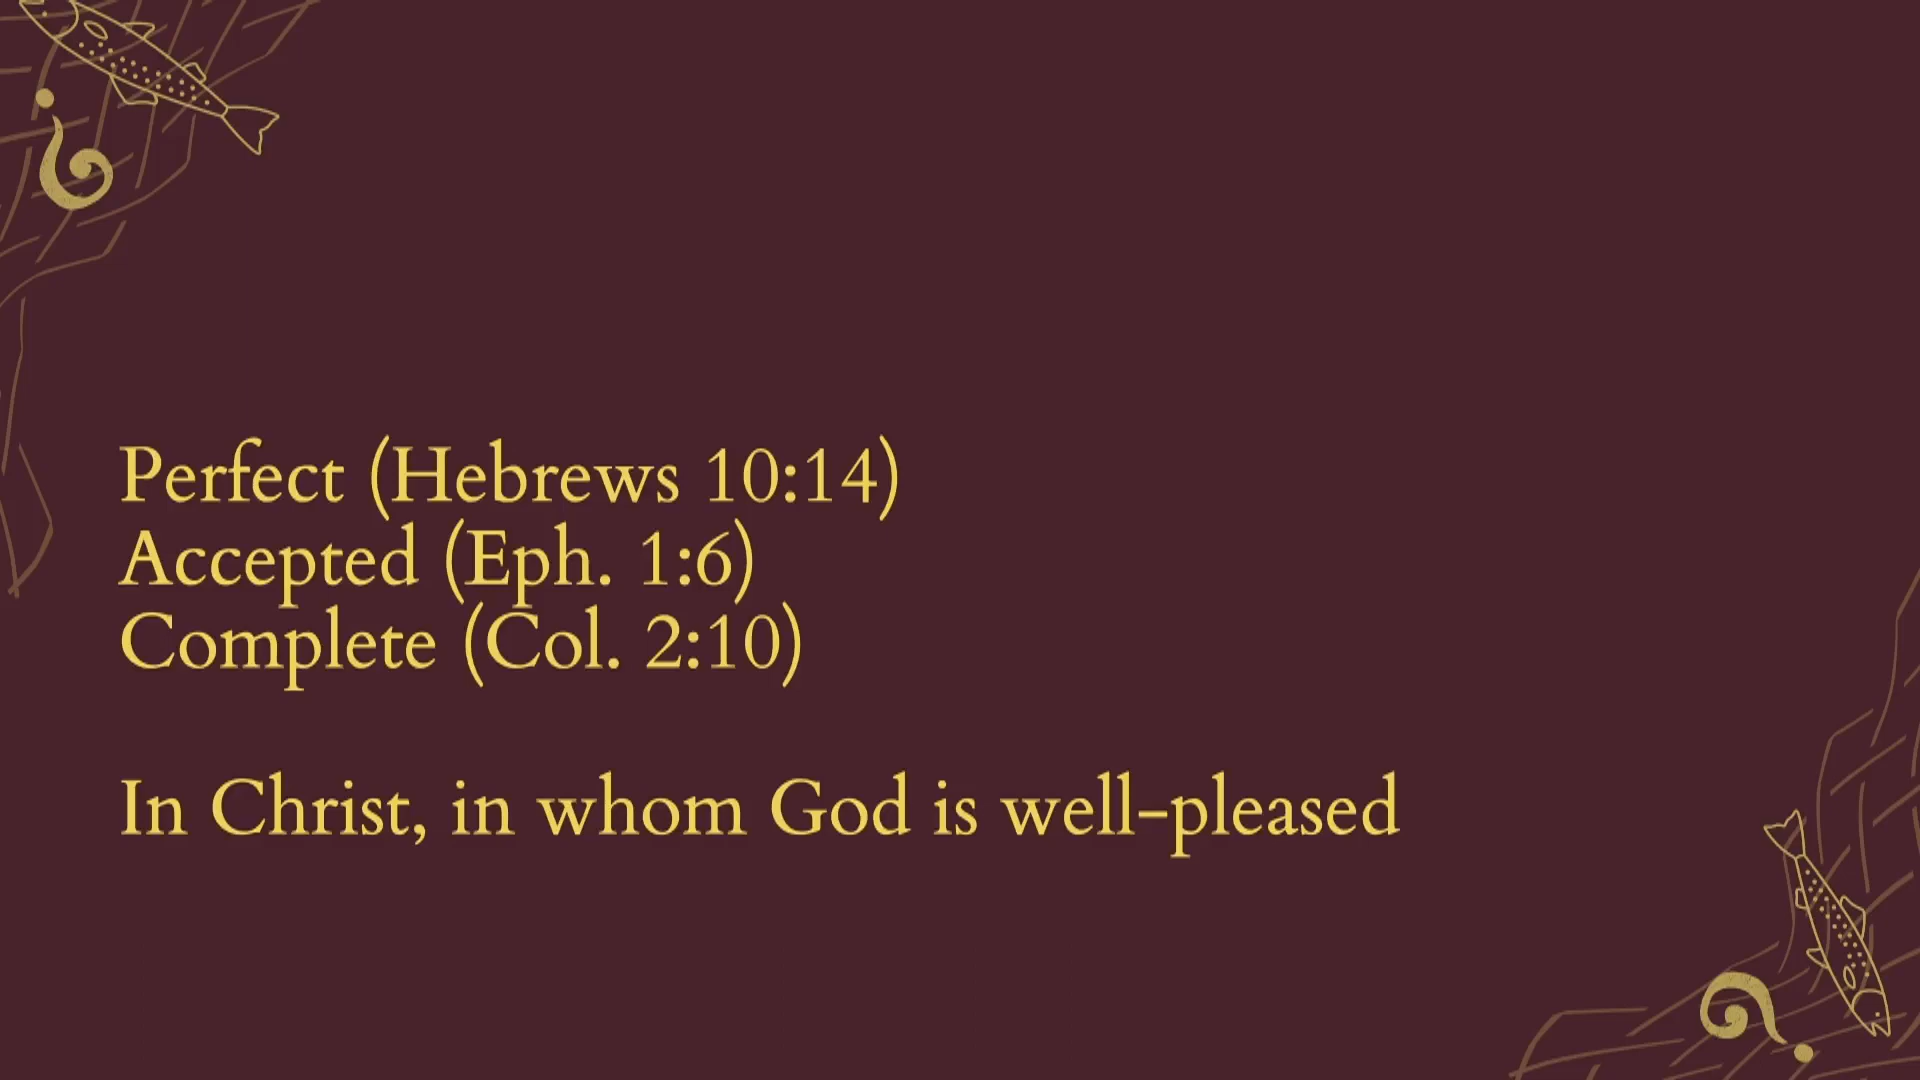 Perfect (Hebrews 10:14)
Accepted (Eph. 1:6)
Complete (Col. 2:10)
In Christ, in whom God is well-pleased